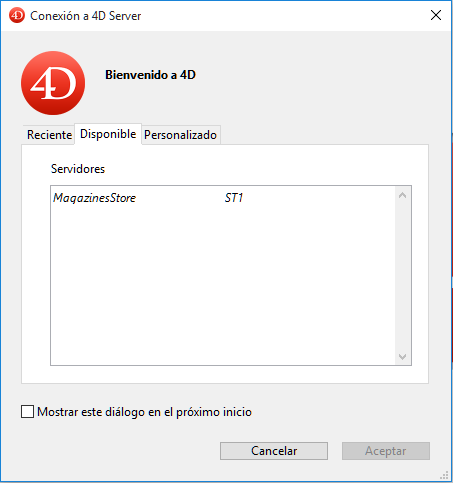 Conexión a 4D Server
4D
Bienvenido a 4D
Reciente Disponible Personalizado
Servidores
MagazinesStore ST1
Mostrar este diálogo en el próximo inicio
Cancelar Aceptar